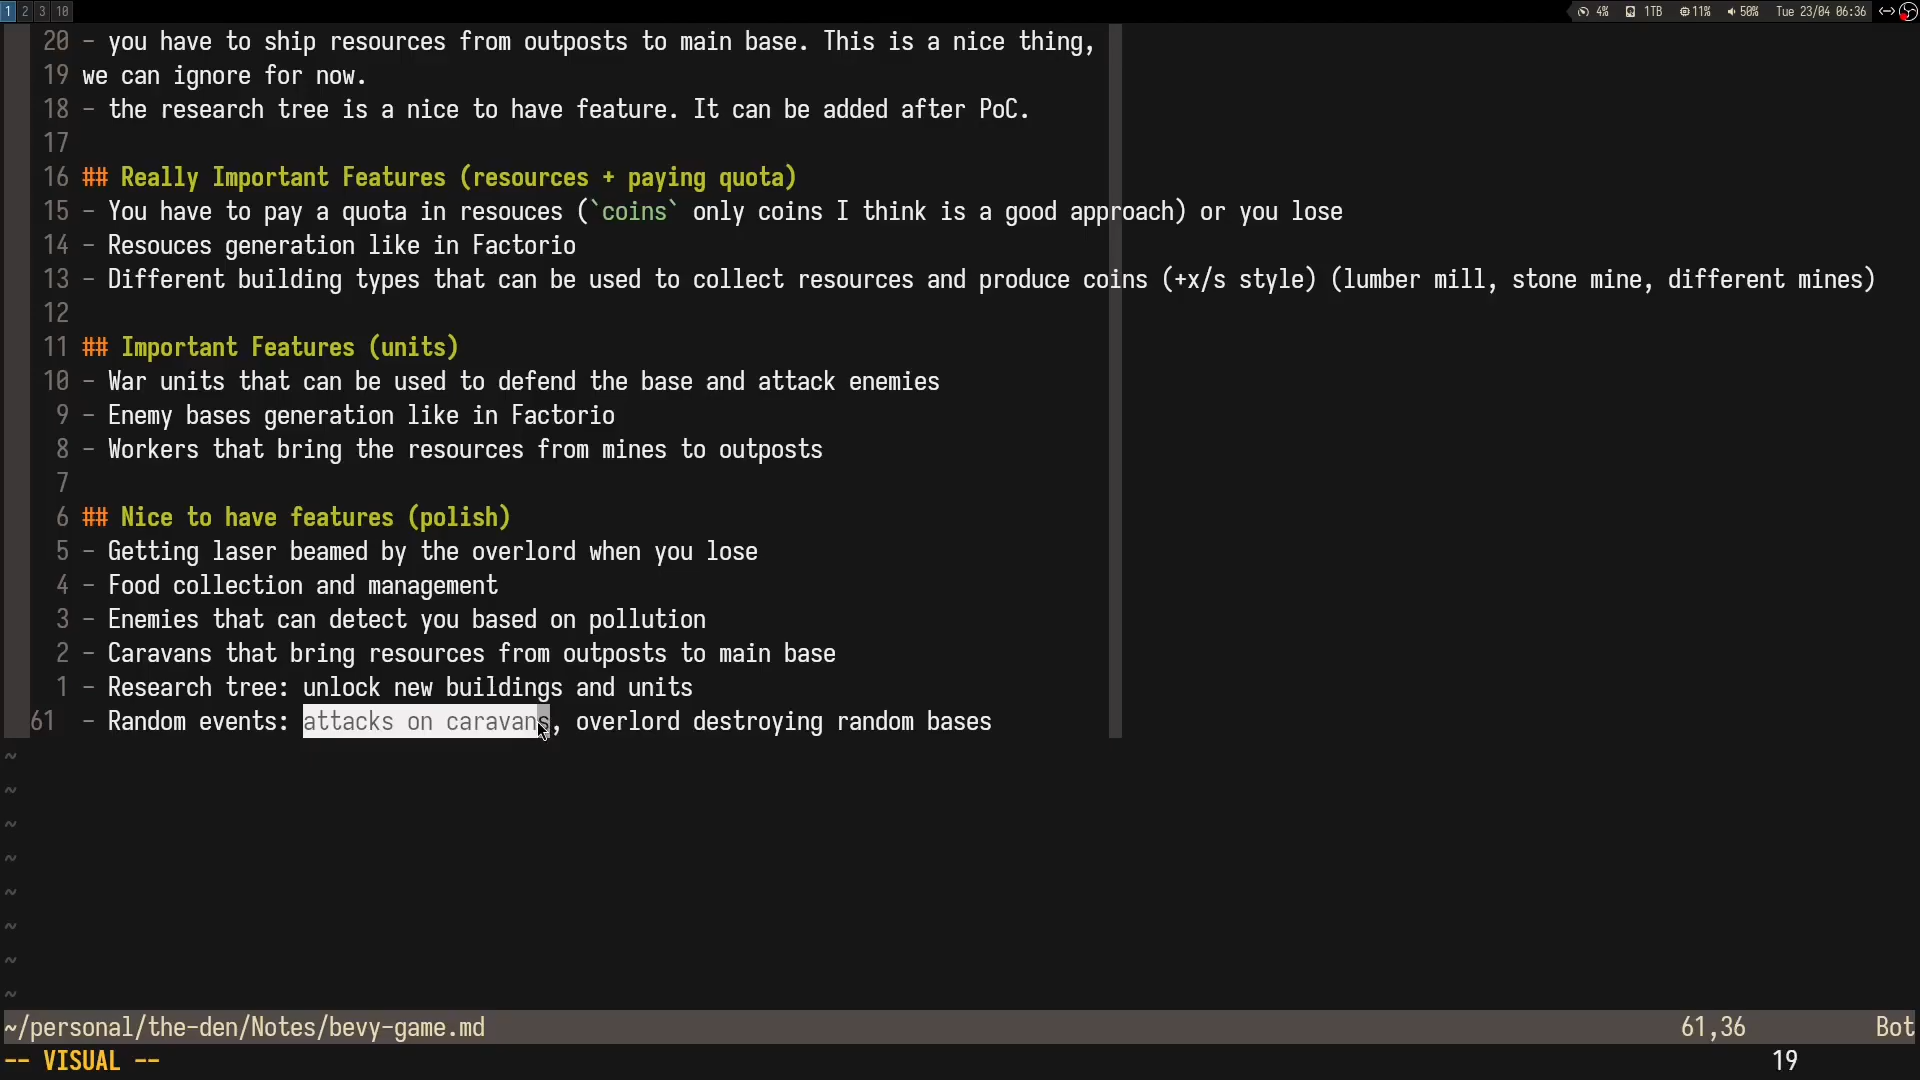 1 2 3 10 4% 1TB 11% 50% Tue 23/04 06:36
20 - you have to ship resources from outposts to main base. This is a nice thing,
19 we can ignore for now.
18 - the research tree is a nice to have feature. It can be added after PoC.
17
16 ## Really Important Features (resources + paying quota)
15 - You have to pay a quota in resouces (`coins` only coins I think is a good approach) or you lose
14 - Resouces generation like in Factorio
13 - Different building types that can be used to collect resources and produce coins (+x/s style) (lumber mill, stone mine, different mines)
12
11 ## Important Features (units)
10 - War units that can be used to defend the base and attack enemies
9 - Enemy bases generation like in Factorio
8 - Workers that bring the resources from mines to outposts
7
6 ## Nice to have features (polish)
5 - Getting laser beamed by the overlord when you lose
4 - Food collection and management
3 - Enemies that can detect you based on pollution
2 - Caravans that bring resources from outposts to main base
1 - Research tree: unlock new buildings and units
61 - Random events: attacks on caravans, overlord destroying random bases
~
~
~
~
~
~
~
~
~/personal/the-den/Notes/bevy-game.md 61,36 Bot
-- VISUAL -- 19